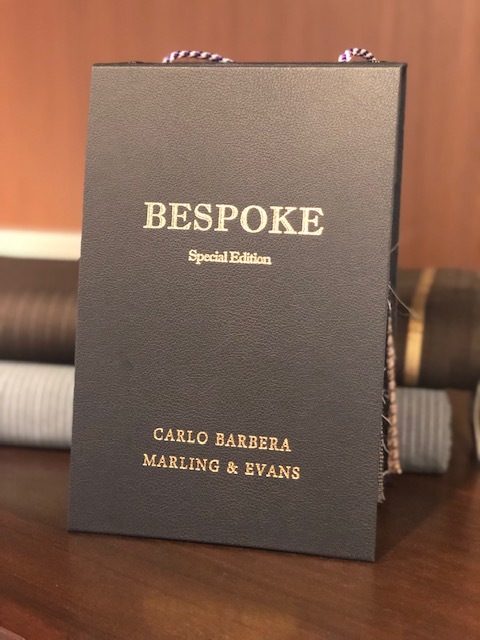 BESPOKE
Special Edition
CARLO BARBERA
MARLING & EVANS